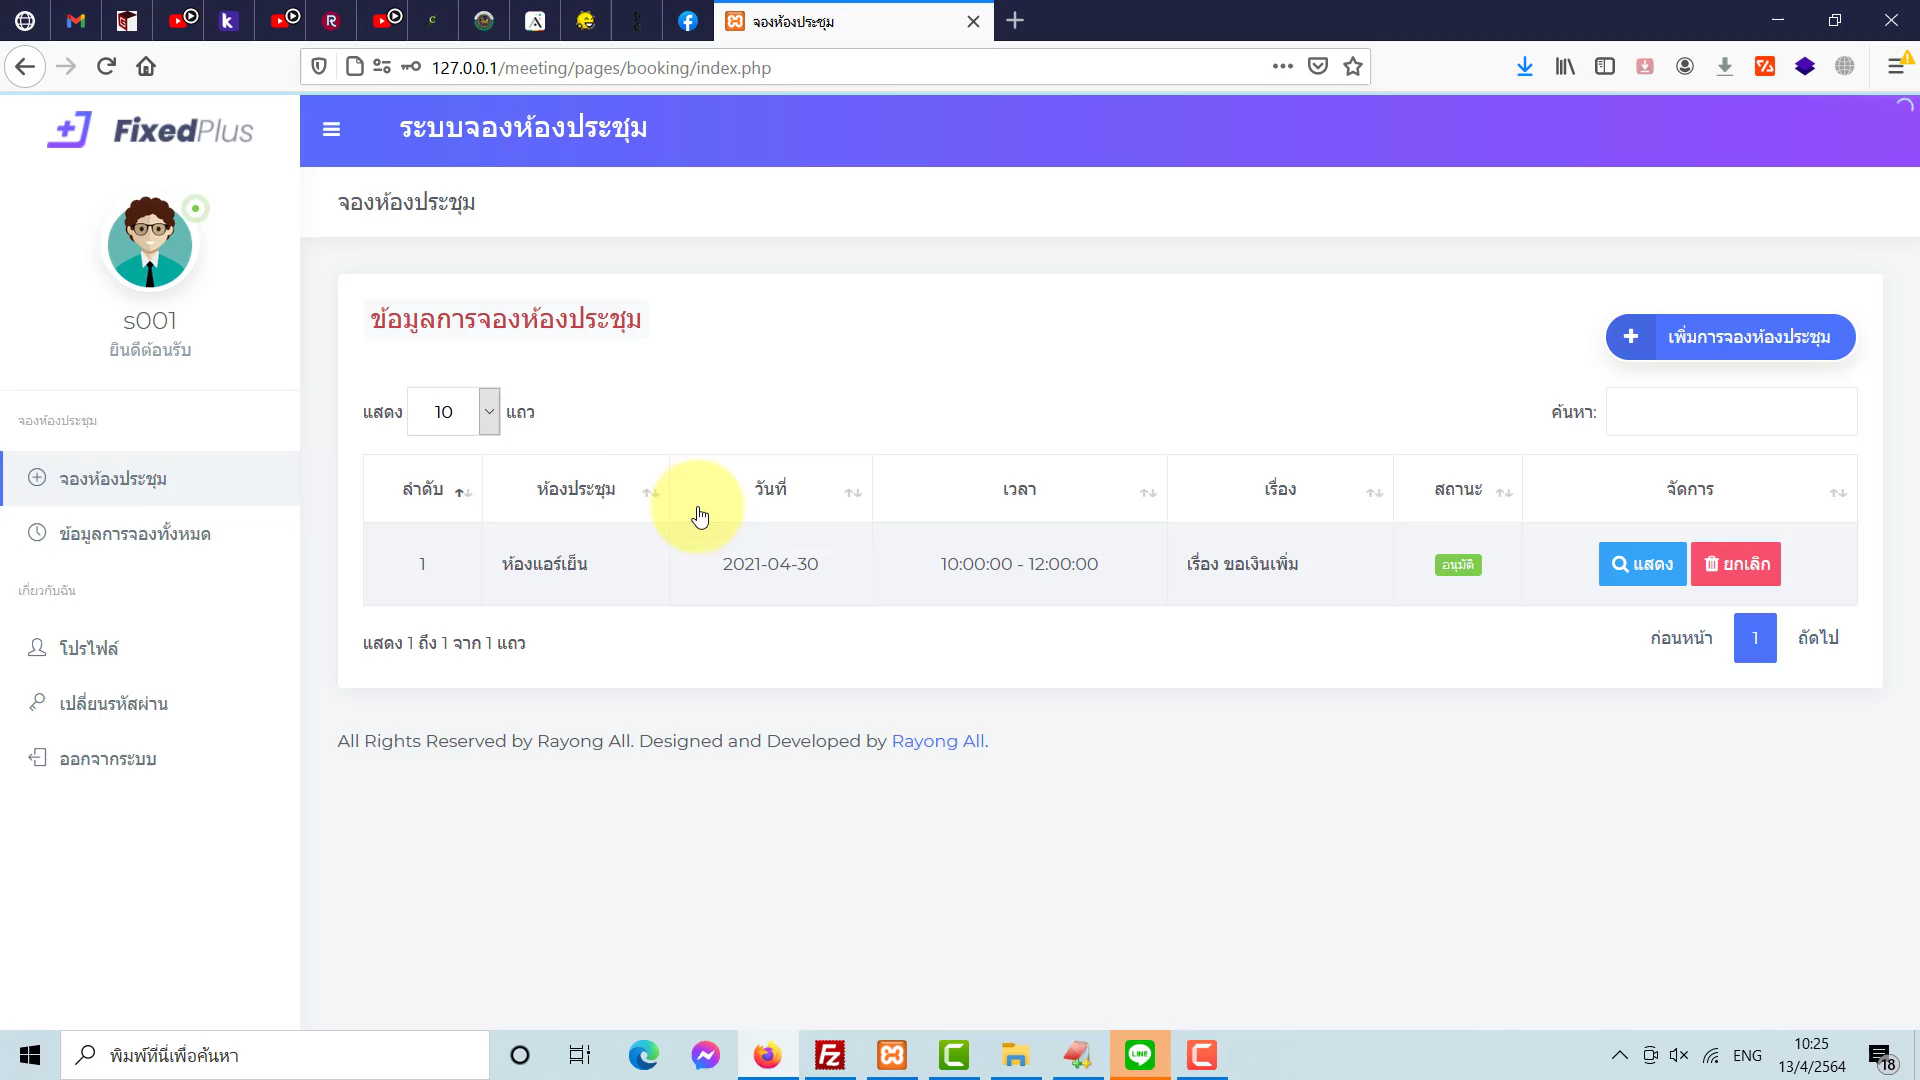 จองห้องประชุม
127.0.0.1/meeting/pages/booking/index.php
FixedPlus
ระบบจองห้องประชุม
s001
ยินดีต้อนรับ
จองห้องประชุม
จองห้องประชุม
ข้อมูลการจองทั้งหมด
เกี่ยวกับฉัน
โปรไฟล์
เปลี่ยนรหัสผ่าน
ออกจากระบบ
จองห้องประชุม
ข้อมูลการจองห้องประชุม
เพิ่มการจองห้องประชุม
แสดง 10 แถว
ค้นหา:
ลำดับ ห้องประชุม วันที่ เวลา เรื่อง สถานะ จัดการ
1 ห้องแอร์เย็น 2021-04-30 10:00:00 - 12:00:00 เรื่อง ขอเงินเพิ่ม อนุมัติ แสดง ยกเลิก
แสดง 1 ถึง 1 จาก 1 แถว
ก่อนหน้า 1 ถัดไป
All Rights Reserved by Rayong All. Designed and Developed by Rayong All.
พิมพ์ที่นี่เพื่อค้นหา
ENG
10:25
13/4/2564
18